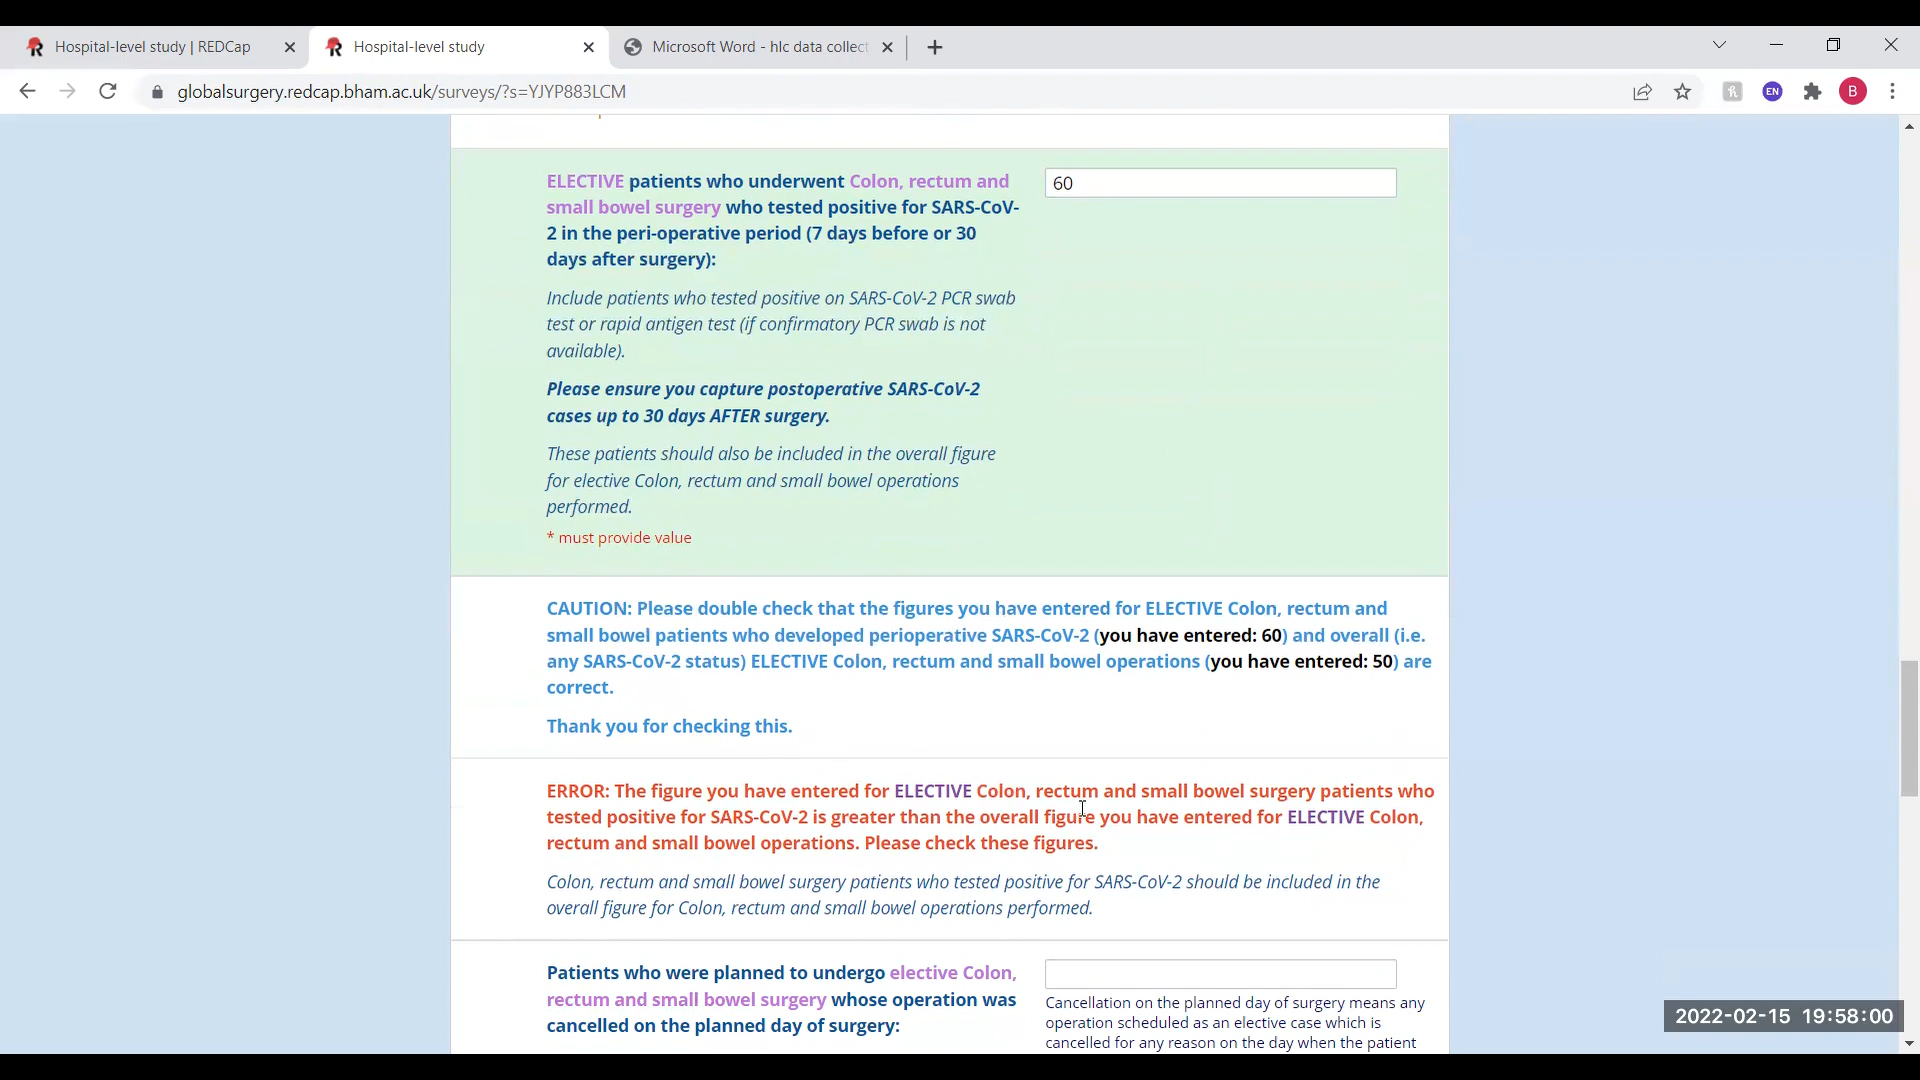 Hospital-level study | REDCap
Hospital-level study
Microsoft Word - hlc data collect
globalsurgery.redcap.bham.ac.uk/surveys/?s=YJYP883LCM
EN
B
ELECTIVE patients who underwent Colon, rectum and
small bowel surgery who tested positive for SARS-CoV-
2 in the peri-operative period (7 days before or 30
days after surgery):
60
Include patients who tested positive on SARS-CoV-2 PCR swab
test or rapid antigen test (if confirmatory PCR swab is not
available).
Please ensure you capture postoperative SARS-CoV-2
cases up to 30 days AFTER surgery.
These patients should also be included in the overall figure
for elective Colon, rectum and small bowel operations
performed.
* must provide value
CAUTION: Please double check that the figures you have entered for ELECTIVE Colon, rectum and
small bowel patients who developed perioperative SARS-CoV-2 (you have entered: 60) and overall (i.e.
any SARS-CoV-2 status) ELECTIVE Colon, rectum and small bowel operations (you have entered: 50) are
correct.
Thank you for checking this.
ERROR: The figure you have entered for ELECTIVE Colon, rectum and small bowel surgery patients who
tested positive for SARS-CoV-2 is greater than the overall figure you have entered for ELECTIVE Colon,
rectum and small bowel operations. Please check these figures.
Colon, rectum and small bowel surgery patients who tested positive for SARS-CoV-2 should be included in the
overall figure for Colon, rectum and small bowel operations performed.
Patients who were planned to undergo elective Colon,
rectum and small bowel surgery whose operation was
cancelled on the planned day of surgery:
Cancellation on the planned day of surgery means any
operation scheduled as an elective case which is
cancelled for any reason on the day when the patient
2022-02-15 19:58:00